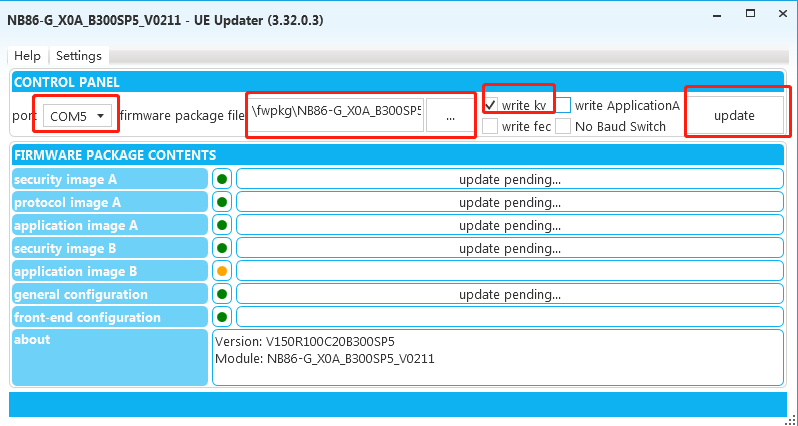 NB86-G_X0A_B300SP5_V0211 - UE Updater (3.32.0.3)
Help Settings
CONTROL PANEL
port COM5 firmware package file \fwpkg\NB86-G_X0A_B300SP5 ... write kv write ApplicationA update
write fec No Baud Switch
FIRMWARE PACKAGE CONTENTS
security image A update pending...
protocol image A update pending...
application image A update pending...
security image B update pending...
application image B
general configuration update pending...
front-end configuration
about Version: V150R100C20B300SP5
Module: NB86-G_X0A_B300SP5_V0211